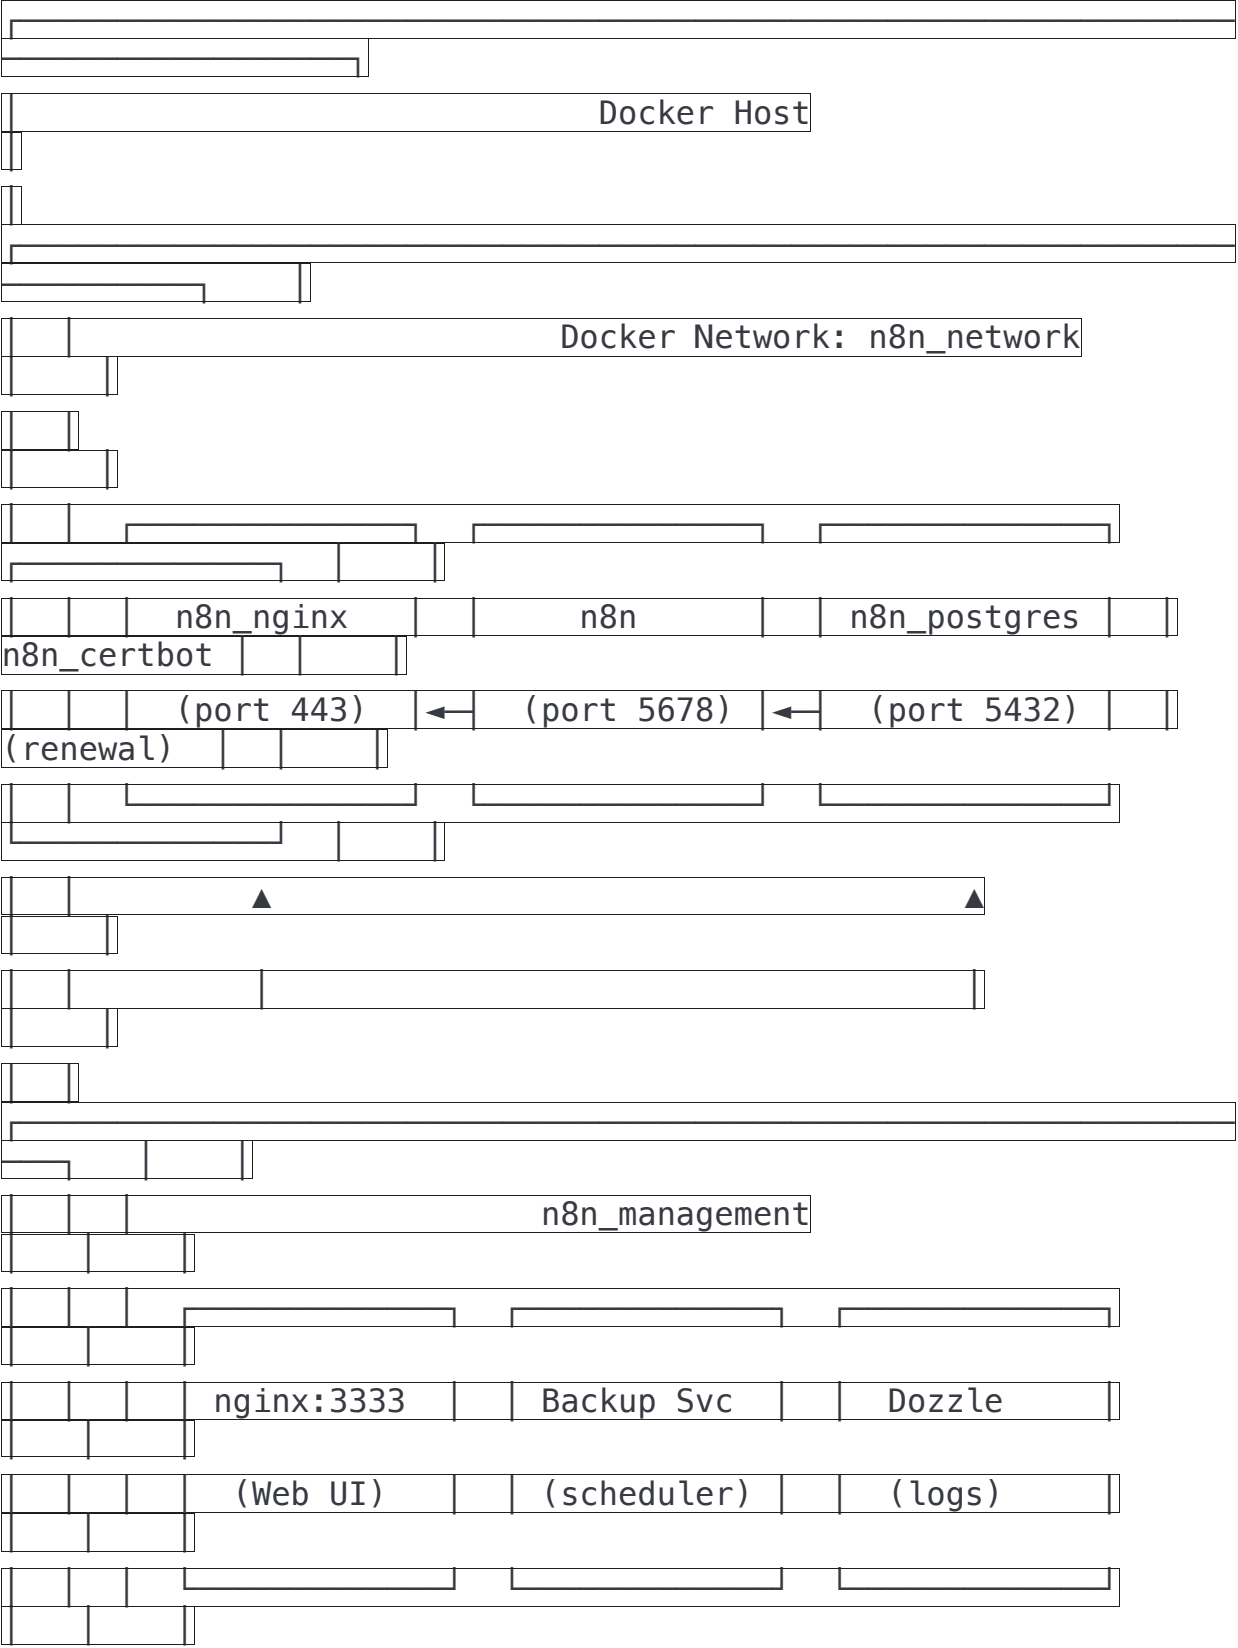 Docker Host
Docker Network: n8n_network
n8n_nginx n8n n8n_postgres
n8n_certbot
(port 443) (port 5678) (port 5432)
(renewal)
n8n_management
nginx:3333 Backup Svc Dozzle
(Web UI) (scheduler) (logs)